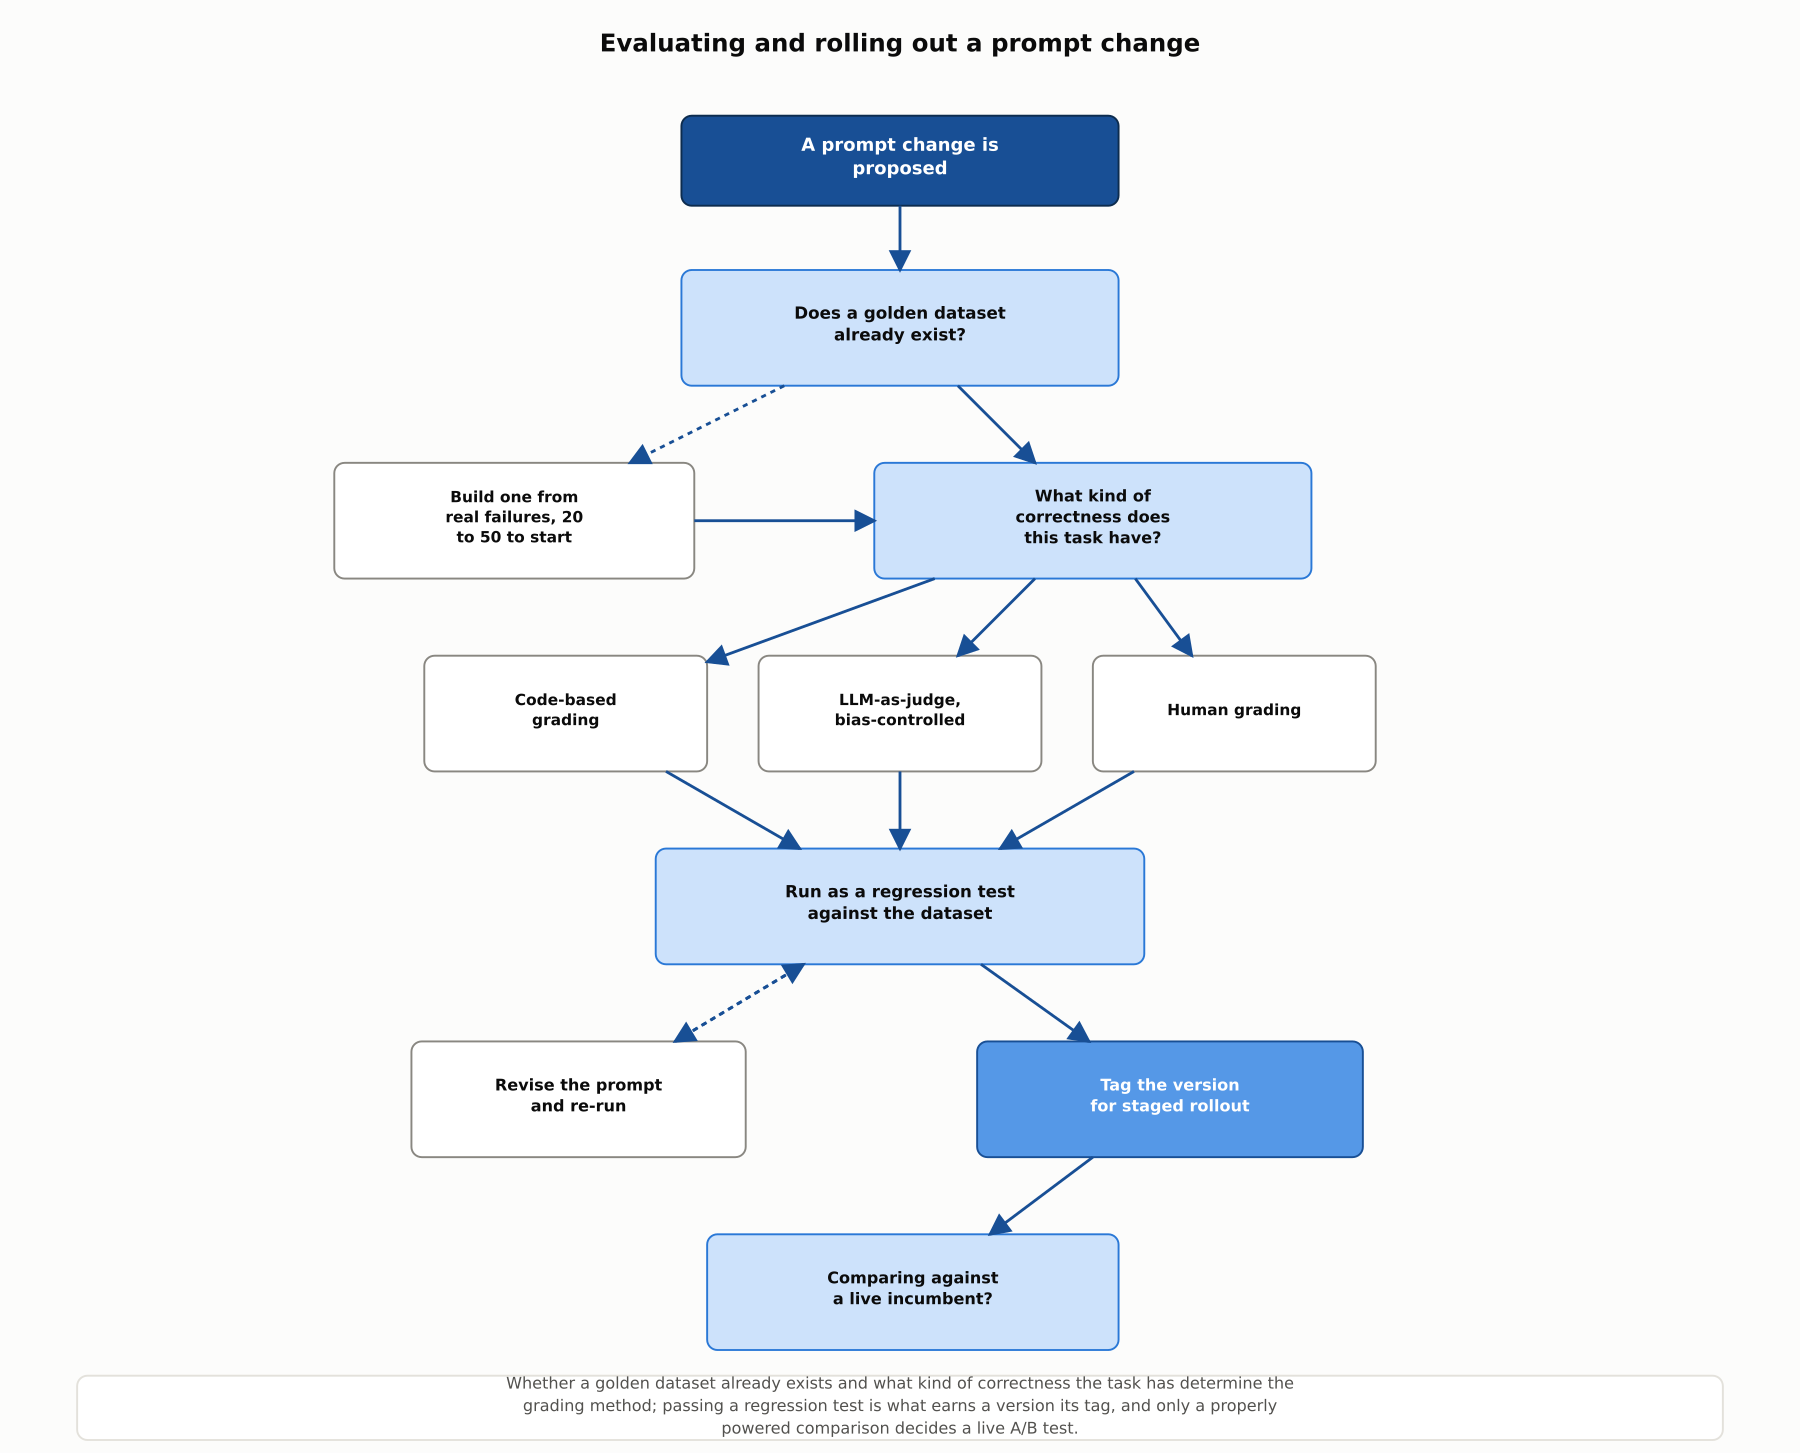 Evaluating and rolling out a prompt change
A prompt change is
proposed
Does a golden dataset
already exist?
Build one from
real failures, 20
to 50 to start
What kind of
correctness does
this task have?
Code-based
grading
LLM-as-judge,
bias-controlled
Human grading
Run as a regression test
against the dataset
Revise the prompt
and re-run
Tag the version
for staged rollout
Comparing against
a live incumbent?
Whether a golden dataset already exists and what kind of correctness the task has determine the
grading method; passing a regression test is what earns a version its tag, and only a properly
powered comparison decides a live A/B test.